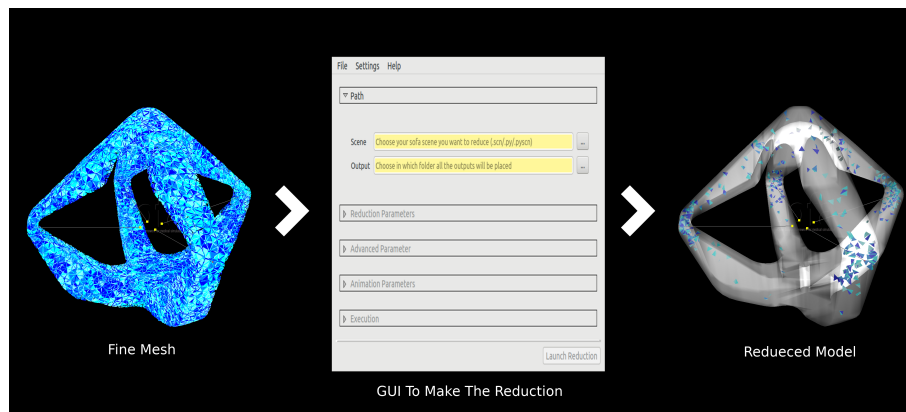 File Settings Help
Path
Scene Choose your sofa scene you want to reduce (.scn/.py/.pyscn) ...
Output Choose in which folder all the outputs will be placed ...
Reduction Parameters
Advanced Parameter
Animation Parameters
Execution
Launch Reduction
Fine Mesh
Redueced Model
GUI To Make The Reduction